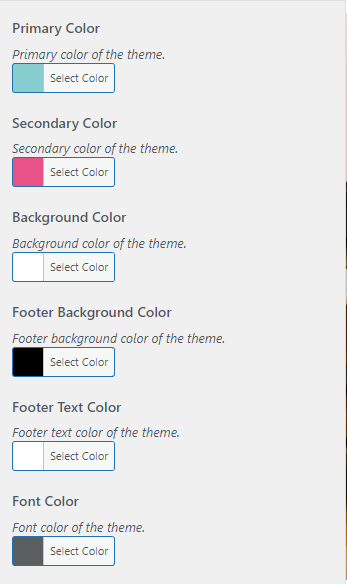 Primary Color
Primary color of the theme.
Select Color
Secondary Color
Secondary color of the theme.
Select Color
Background Color
Background color of the theme.
Select Color
Footer Background Color
Footer background color of the theme.
Select Color
Footer Text Color
Footer text color of the theme.
Select Color
Font Color
Font color of the theme.
Select Color